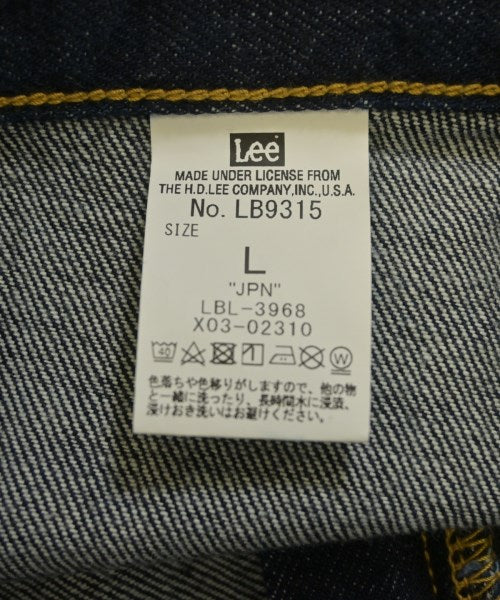 Lee
MADE UNDER LICENSE FROM
THE H.D.LEE COMPANY,INC.,U.S.A.
No. LB9315
SIZE
L
"JPN"
LBL-3968
X03-02310
40 W
色落ちや色移りがしますので、他の物
と一緒に洗ったり、長時間水に浸漬、
浸けおき洗いはお避けください。